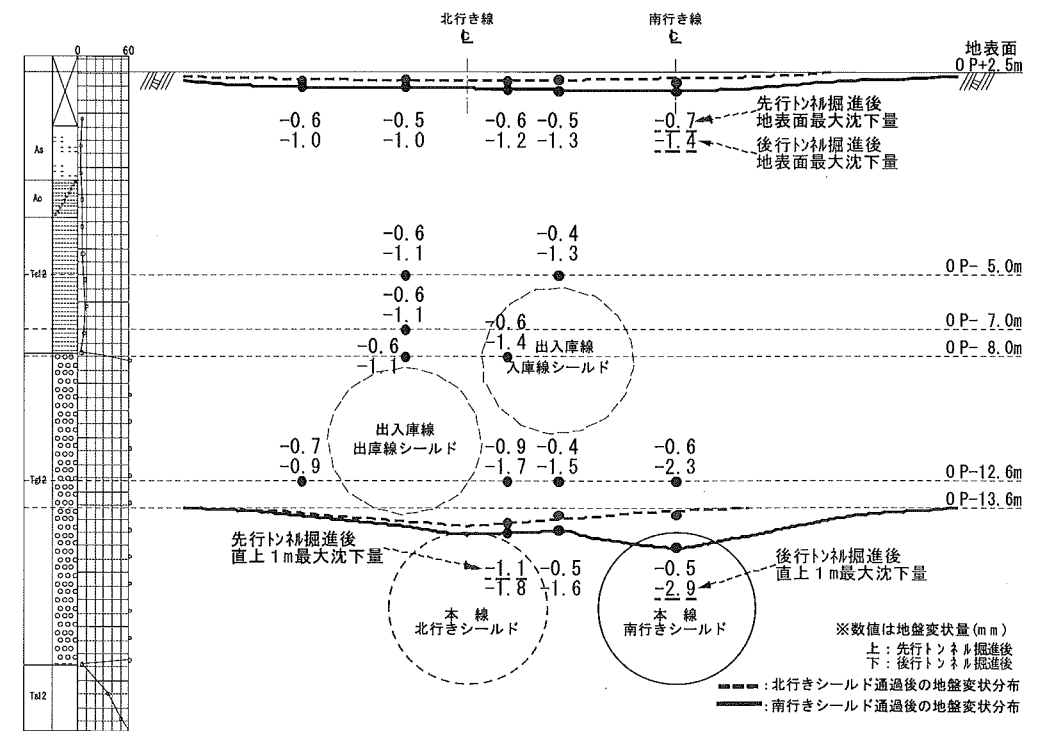 北行き線
℄
南行き線
℄
0 60
地表面
OP+2.5m
-0.6 -0.5 -0.6 -0.5 -0.7
-1.0 -1.0 -1.2 -1.3 -1.4
先行トンネル掘進後
地表面最大沈下量
後行トンネル掘進後
地表面最大沈下量
As
Ac
-0.6 -0.4
-1.1 -1.3
OP- 5.0m
-0.6
-1.1
OP- 7.0m
-0.6
-1.4
-0.6
-1.1
OP- 8.0m
出入庫線
入庫線シールド
出入庫線
出庫線シールド
-0.7 -0.9 -0.4 -0.6
-0.9 -1.7 -1.5 -2.3
OP-12.6m
OP-13.6m
先行トンネル掘進後
直上1m最大沈下量
-1.1 -0.5 -0.5
-1.8 -1.6 -2.9
後行トンネル掘進後
直上1m最大沈下量
本 線
北行きシールド
本 線
南行きシールド
※数値は地盤変状量(mm)
上:先行トンネル掘進後
下:後行トンネル掘進後
:北行きシールド通過後の地盤変状分布
:南行きシールド通過後の地盤変状分布